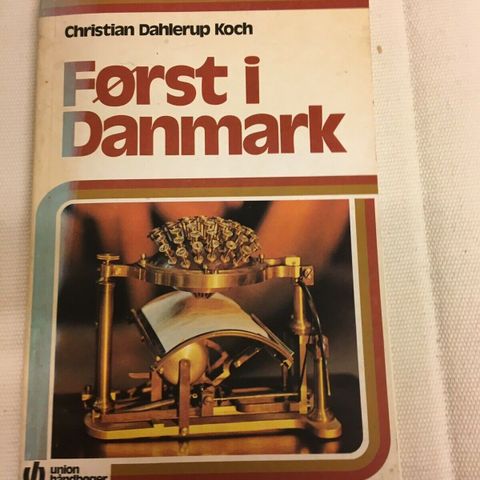 Christian Dahlerup Koch
Først i
Danmark
union
håndbøger